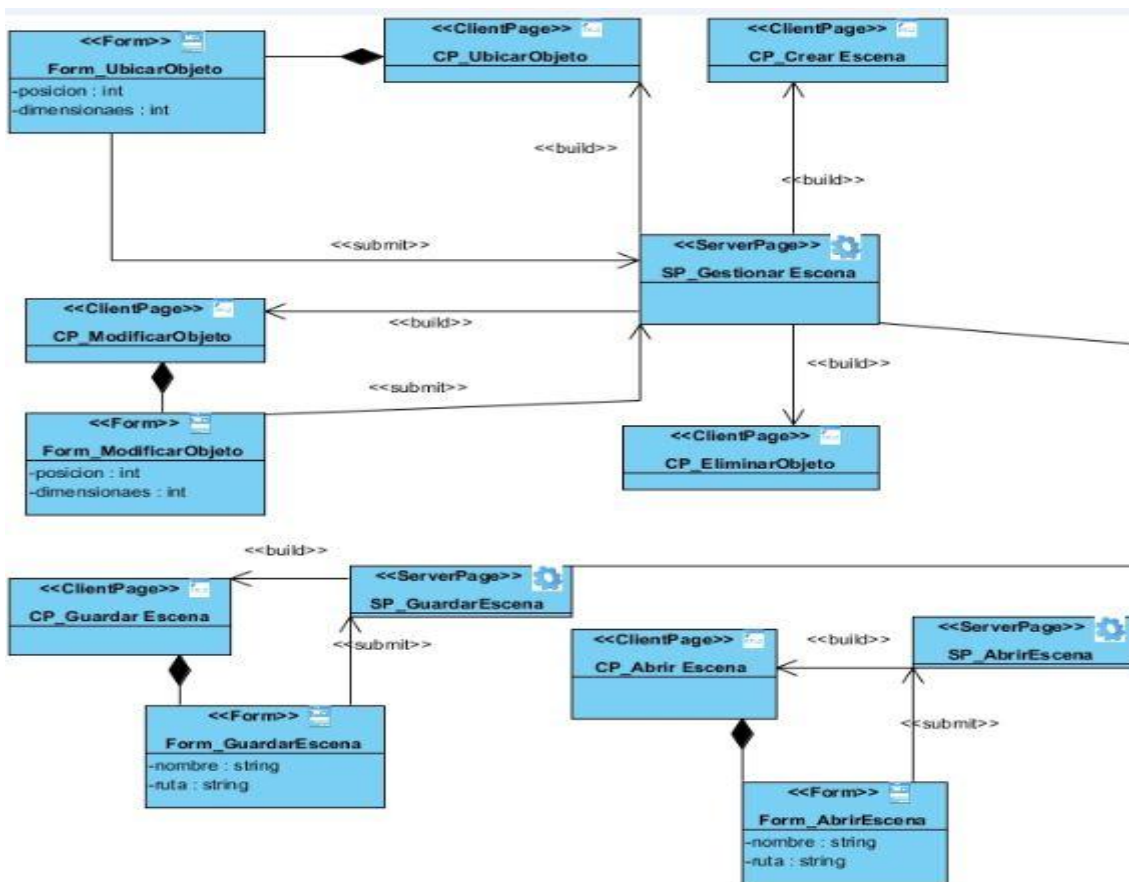 <<Form>>
Form_UbicarObjeto
-posicion : int
-dimensionaes : int
<<ClientPage>>
CP_UbicarObjeto
<<ClientPage>>
CP_Crear Escena
<<build>>
<<build>>
<<submit>>
<<ServerPage>>
SP_Gestionar Escena
<<ClientPage>>
CP_ModificarObjeto
<<build>>
<<submit>>
<<build>>
<<Form>>
Form_ModificarObjeto
-posicion : int
-dimensionaes : int
<<ClientPage>>
CP_EliminarObjeto
<<build>>
<<ClientPage>>
CP_Guardar Escena
<<ServerPage>>
SP_GuardarEscena
<<submit>>
<<Form>>
Form_GuardarEscena
-nombre : string
-ruta : string
<<ClientPage>>
CP_Abrir Escena
<<build>>
<<ServerPage>>
SP_AbrirEscena
<<submit>>
<<Form>>
Form_AbrirEscena
-nombre : string
-ruta : string